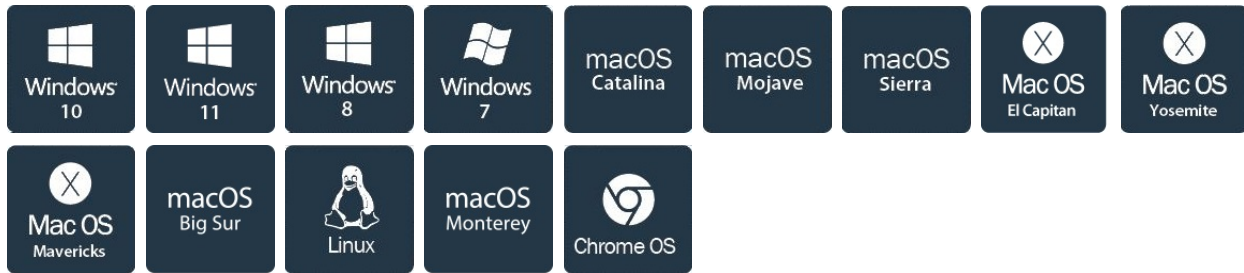 Windows
10
Windows
11
Windows
8
Windows
7
macOS
Catalina
macOS
Mojave
macOS
Sierra
X
Mac OS
El Capitan
X
Mac OS
Yosemite
X
Mac OS
Mavericks
macOS
Big Sur
Linux
macOS
Monterey
Chrome OS